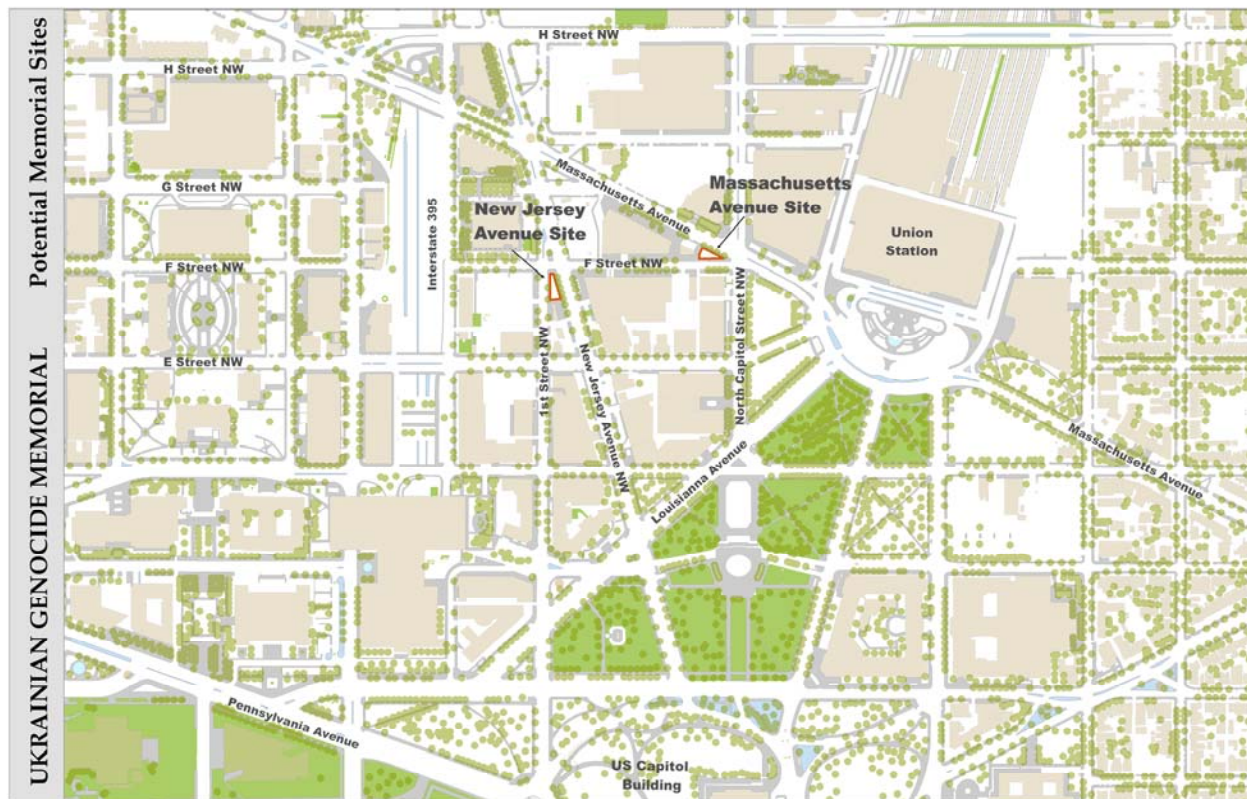 UKRAINIAN GENOCIDE MEMORIAL Potential Memorial Sites
H Street NW
H Street NW
Massachusetts Avenue
Massachusetts
Avenue Site
G Street NW
New Jersey
Avenue Site
Interstate 395
Union
Station
F Street NW
F Street NW
1st Street NW
New Jersey Avenue NW
North Capitol Street NW
E Street NW
Louisianna Avenue
Massachusetts Avenue
Pennsylvania Avenue
US Capitol
Building